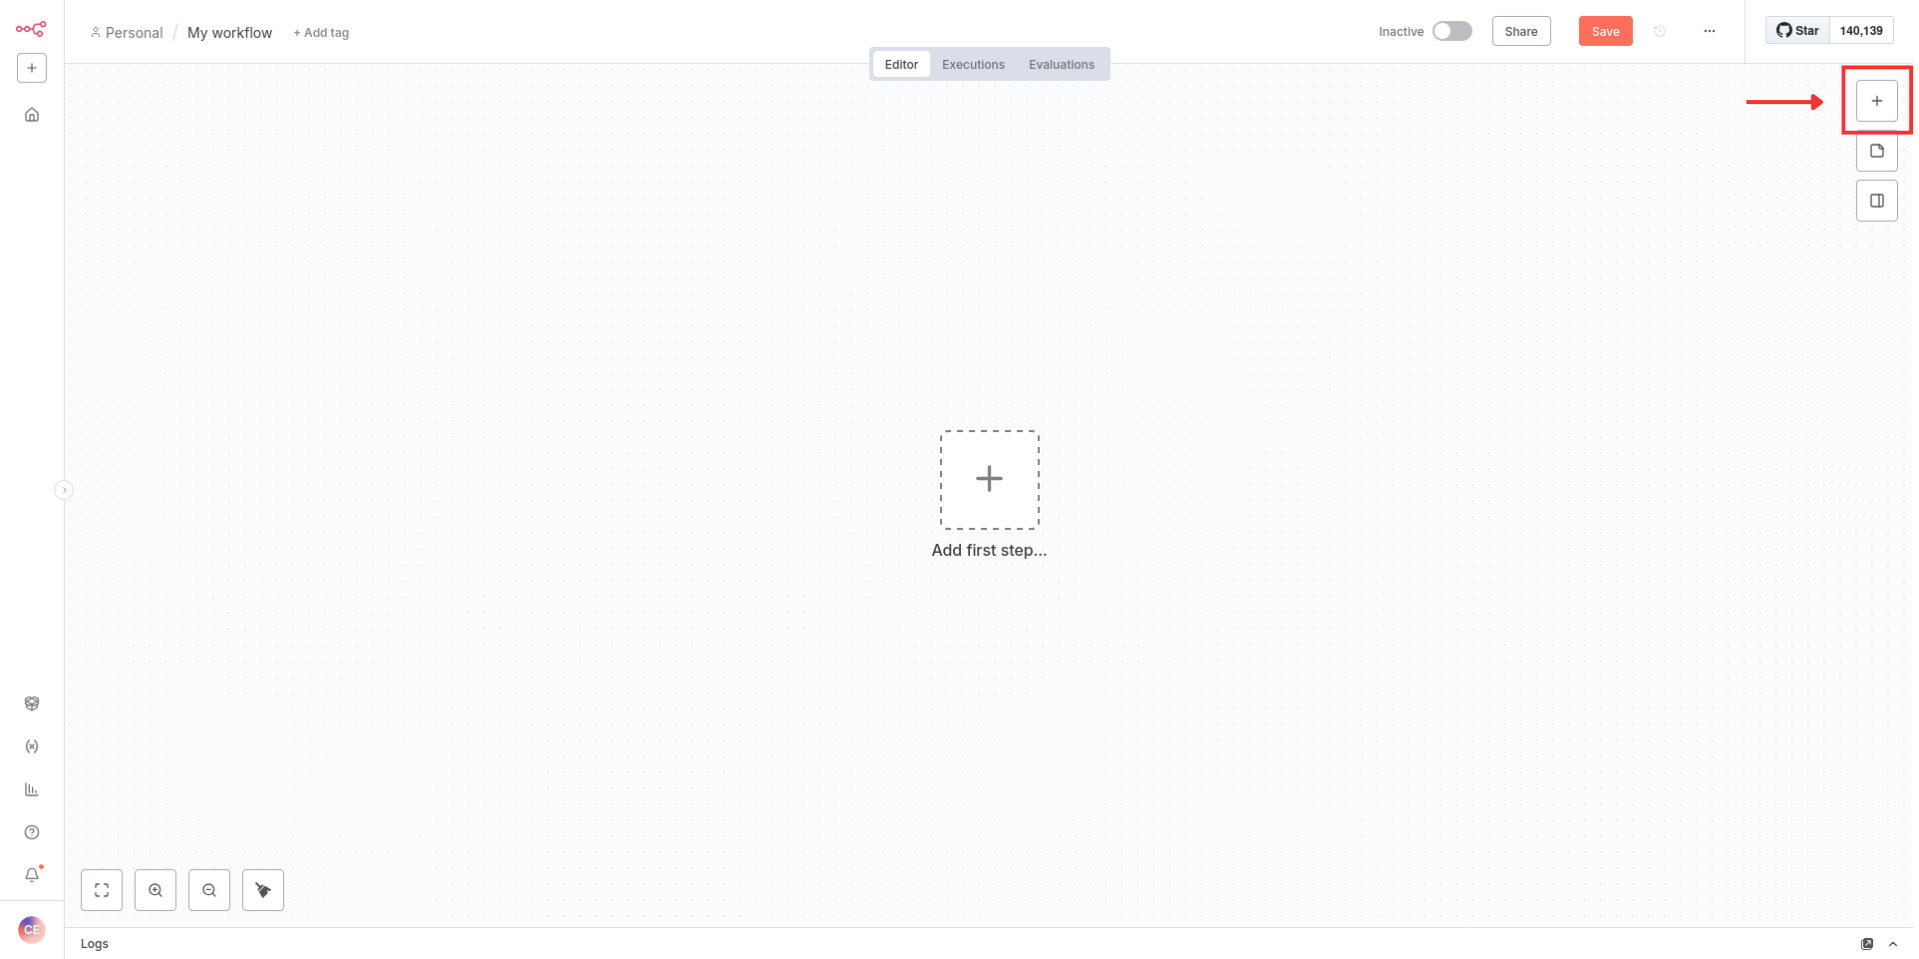 Personal / My workflow + Add tag
Inactive Share Save ... Star 140,139
Editor Executions Evaluations
Add first step...
CE
Logs